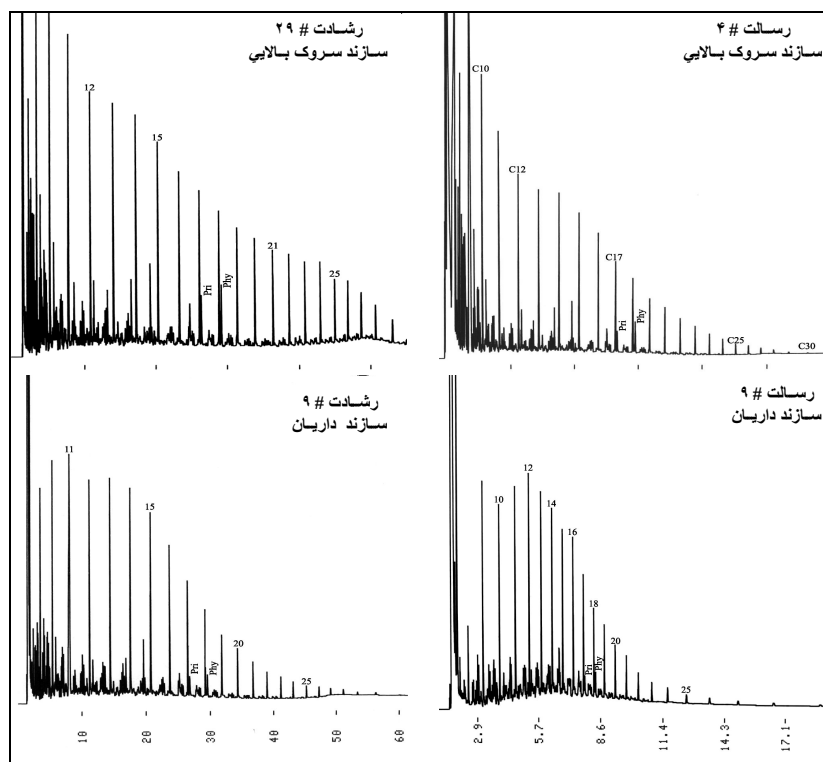 رشادت # ۲۹
سازند سروک بالايي
12
15
Pri
Phy
21
25
رسالت # ۴
سازند سروک بالايي
C10
C12
C17
Pri
Phy
C25
C30
رشادت # ۹
سازند داريان
11
15
Pri
Phy
20
25
10 20 30 40 50 60
رسالت # ۹
سازند داريان
10
12
14
16
18
Pri
Phy
20
25
2.9- 5.7- 8.6- 11.4- 14.3- 17.1-